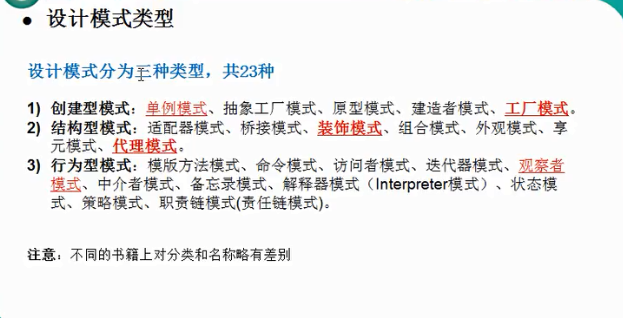 ● 设计模式类型
设计模式分为三种类型，共23种
1) 创建型模式：单例模式、抽象工厂模式、原型模式、建造者模式、工厂模式。
2) 结构型模式：适配器模式、桥接模式、装饰模式、组合模式、外观模式、享
元模式、代理模式。
3) 行为型模式：模版方法模式、命令模式、访问者模式、迭代器模式、观察者
模式、中介者模式、备忘录模式、解释器模式（Interpreter模式）、状态模
式、策略模式、职责链模式(责任链模式)。
注意：不同的书籍上对分类和名称略有差别